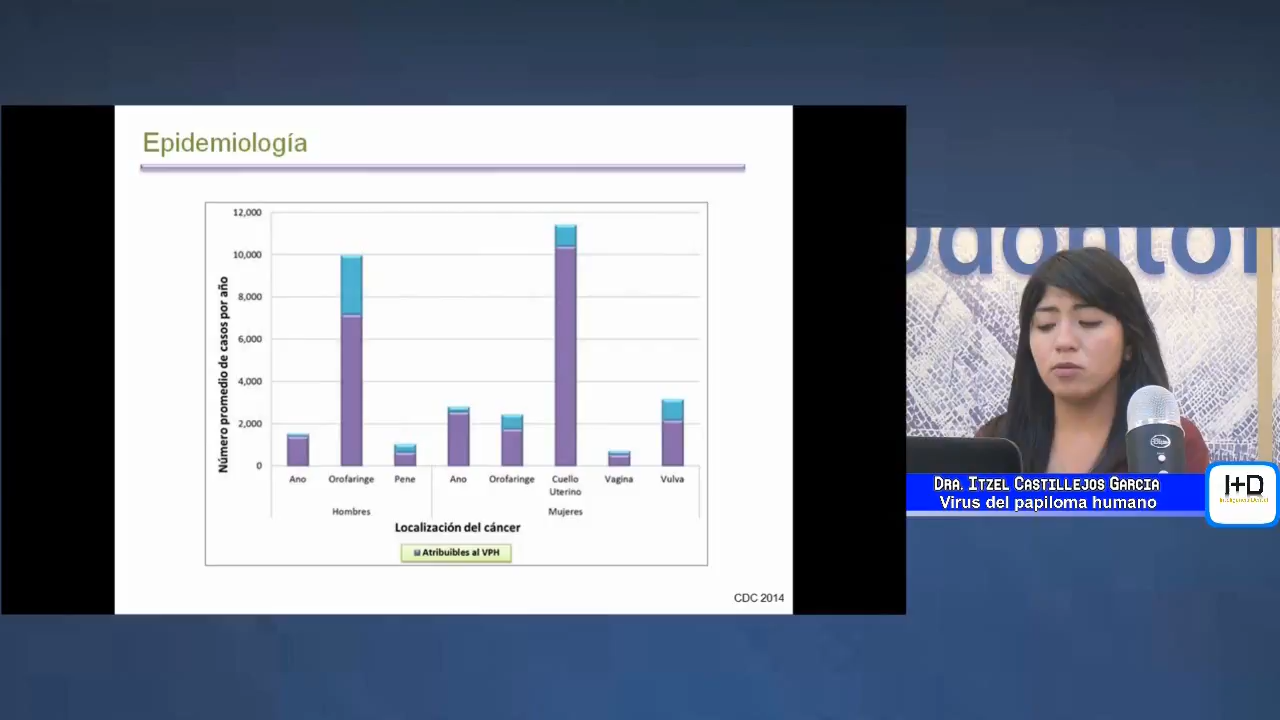 Epidemiología
Número promedio de casos por año
12,000
10,000
8,000
6,000
4,000
2,000
0
Ano Orofaringe Pene Ano Orofaringe Cuello Uterino Vagina Vulva
Hombres Mujeres
Localización del cáncer
Atribuibles al VPH
CDC 2014
Odontol
DRA. ITZEL CASTILLEJOS GARCIA
Virus del papiloma humano
I+D